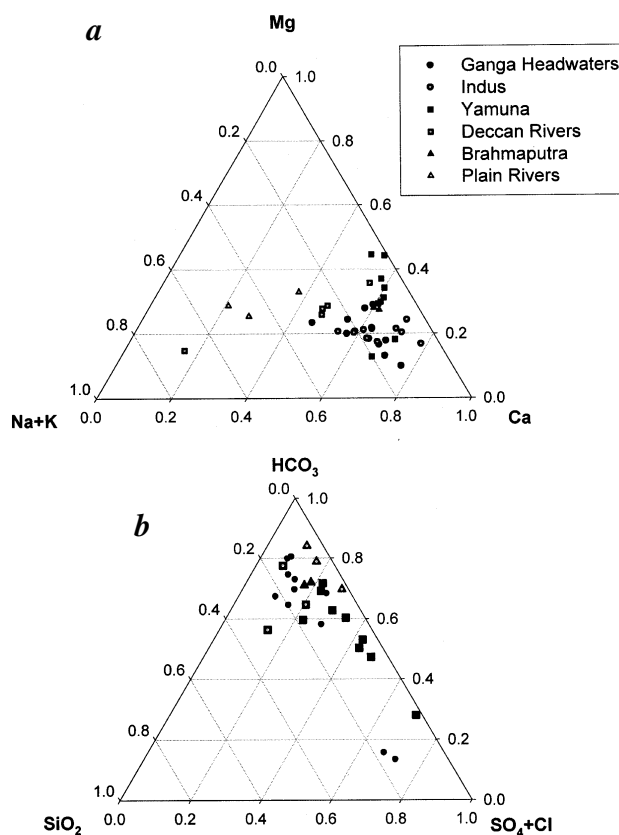 a
Mg
Ganga Headwaters
Indus
Yamuna
Deccan Rivers
Brahmaputra
Plain Rivers
0.0 1.0
0.2 0.8
0.4 0.6
0.6 0.4
0.8 0.2
1.0 0.0
0.0 0.2 0.4 0.6 0.8 1.0
Na+K Ca
b
HCO3
0.0 1.0
0.2 0.8
0.4 0.6
0.6 0.4
0.8 0.2
1.0 0.0
0.0 0.2 0.4 0.6 0.8 1.0
SiO2 SO4+Cl